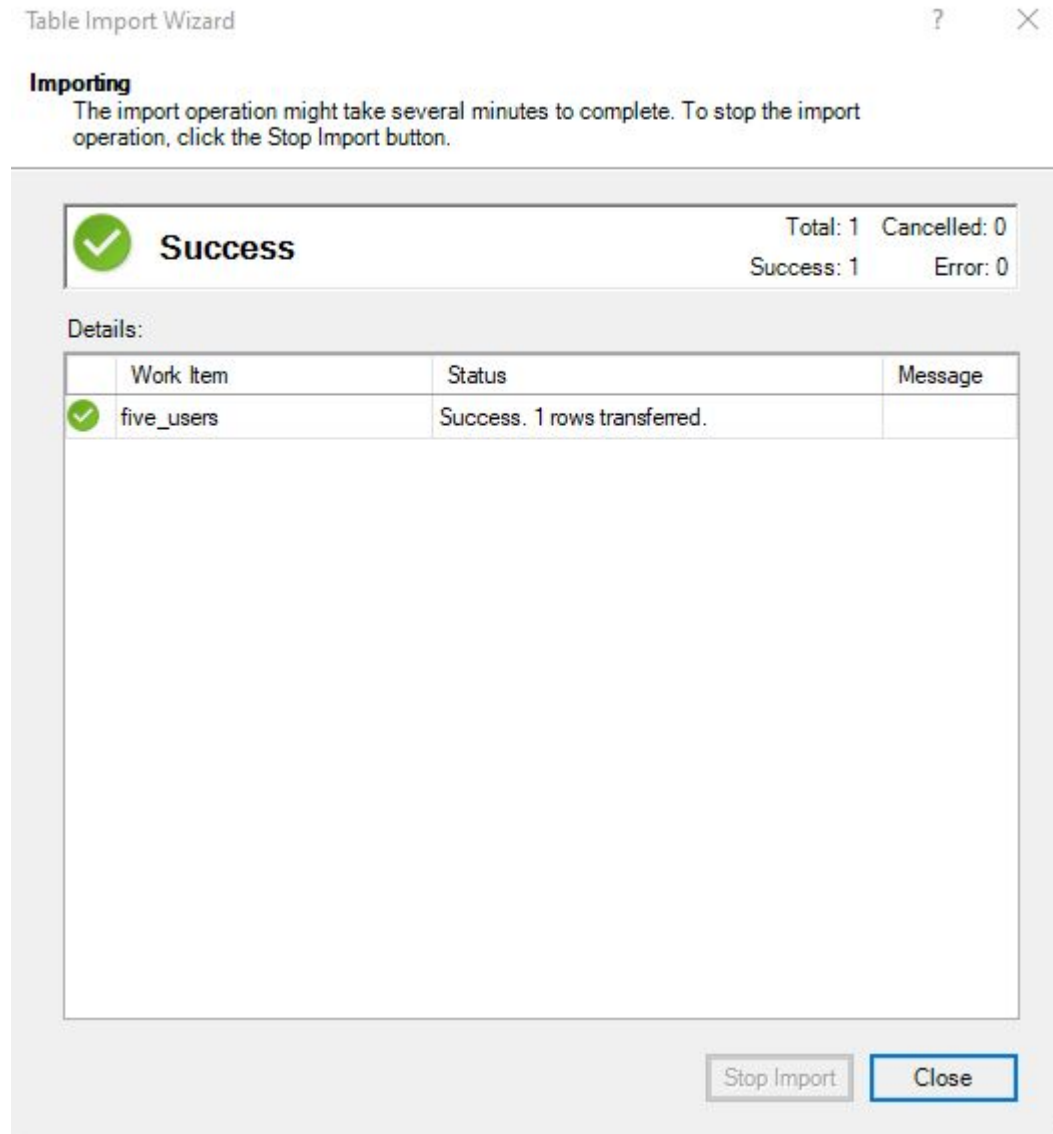 Table Import Wizard ?
Importing
The import operation might take several minutes to complete. To stop the import
operation, click the Stop Import button.
Success
Total: 1 Cancelled: 0
Success: 1 Error: 0
Details:
Work Item Status Message
five_users Success. 1 rows transferred.
Stop Import Close